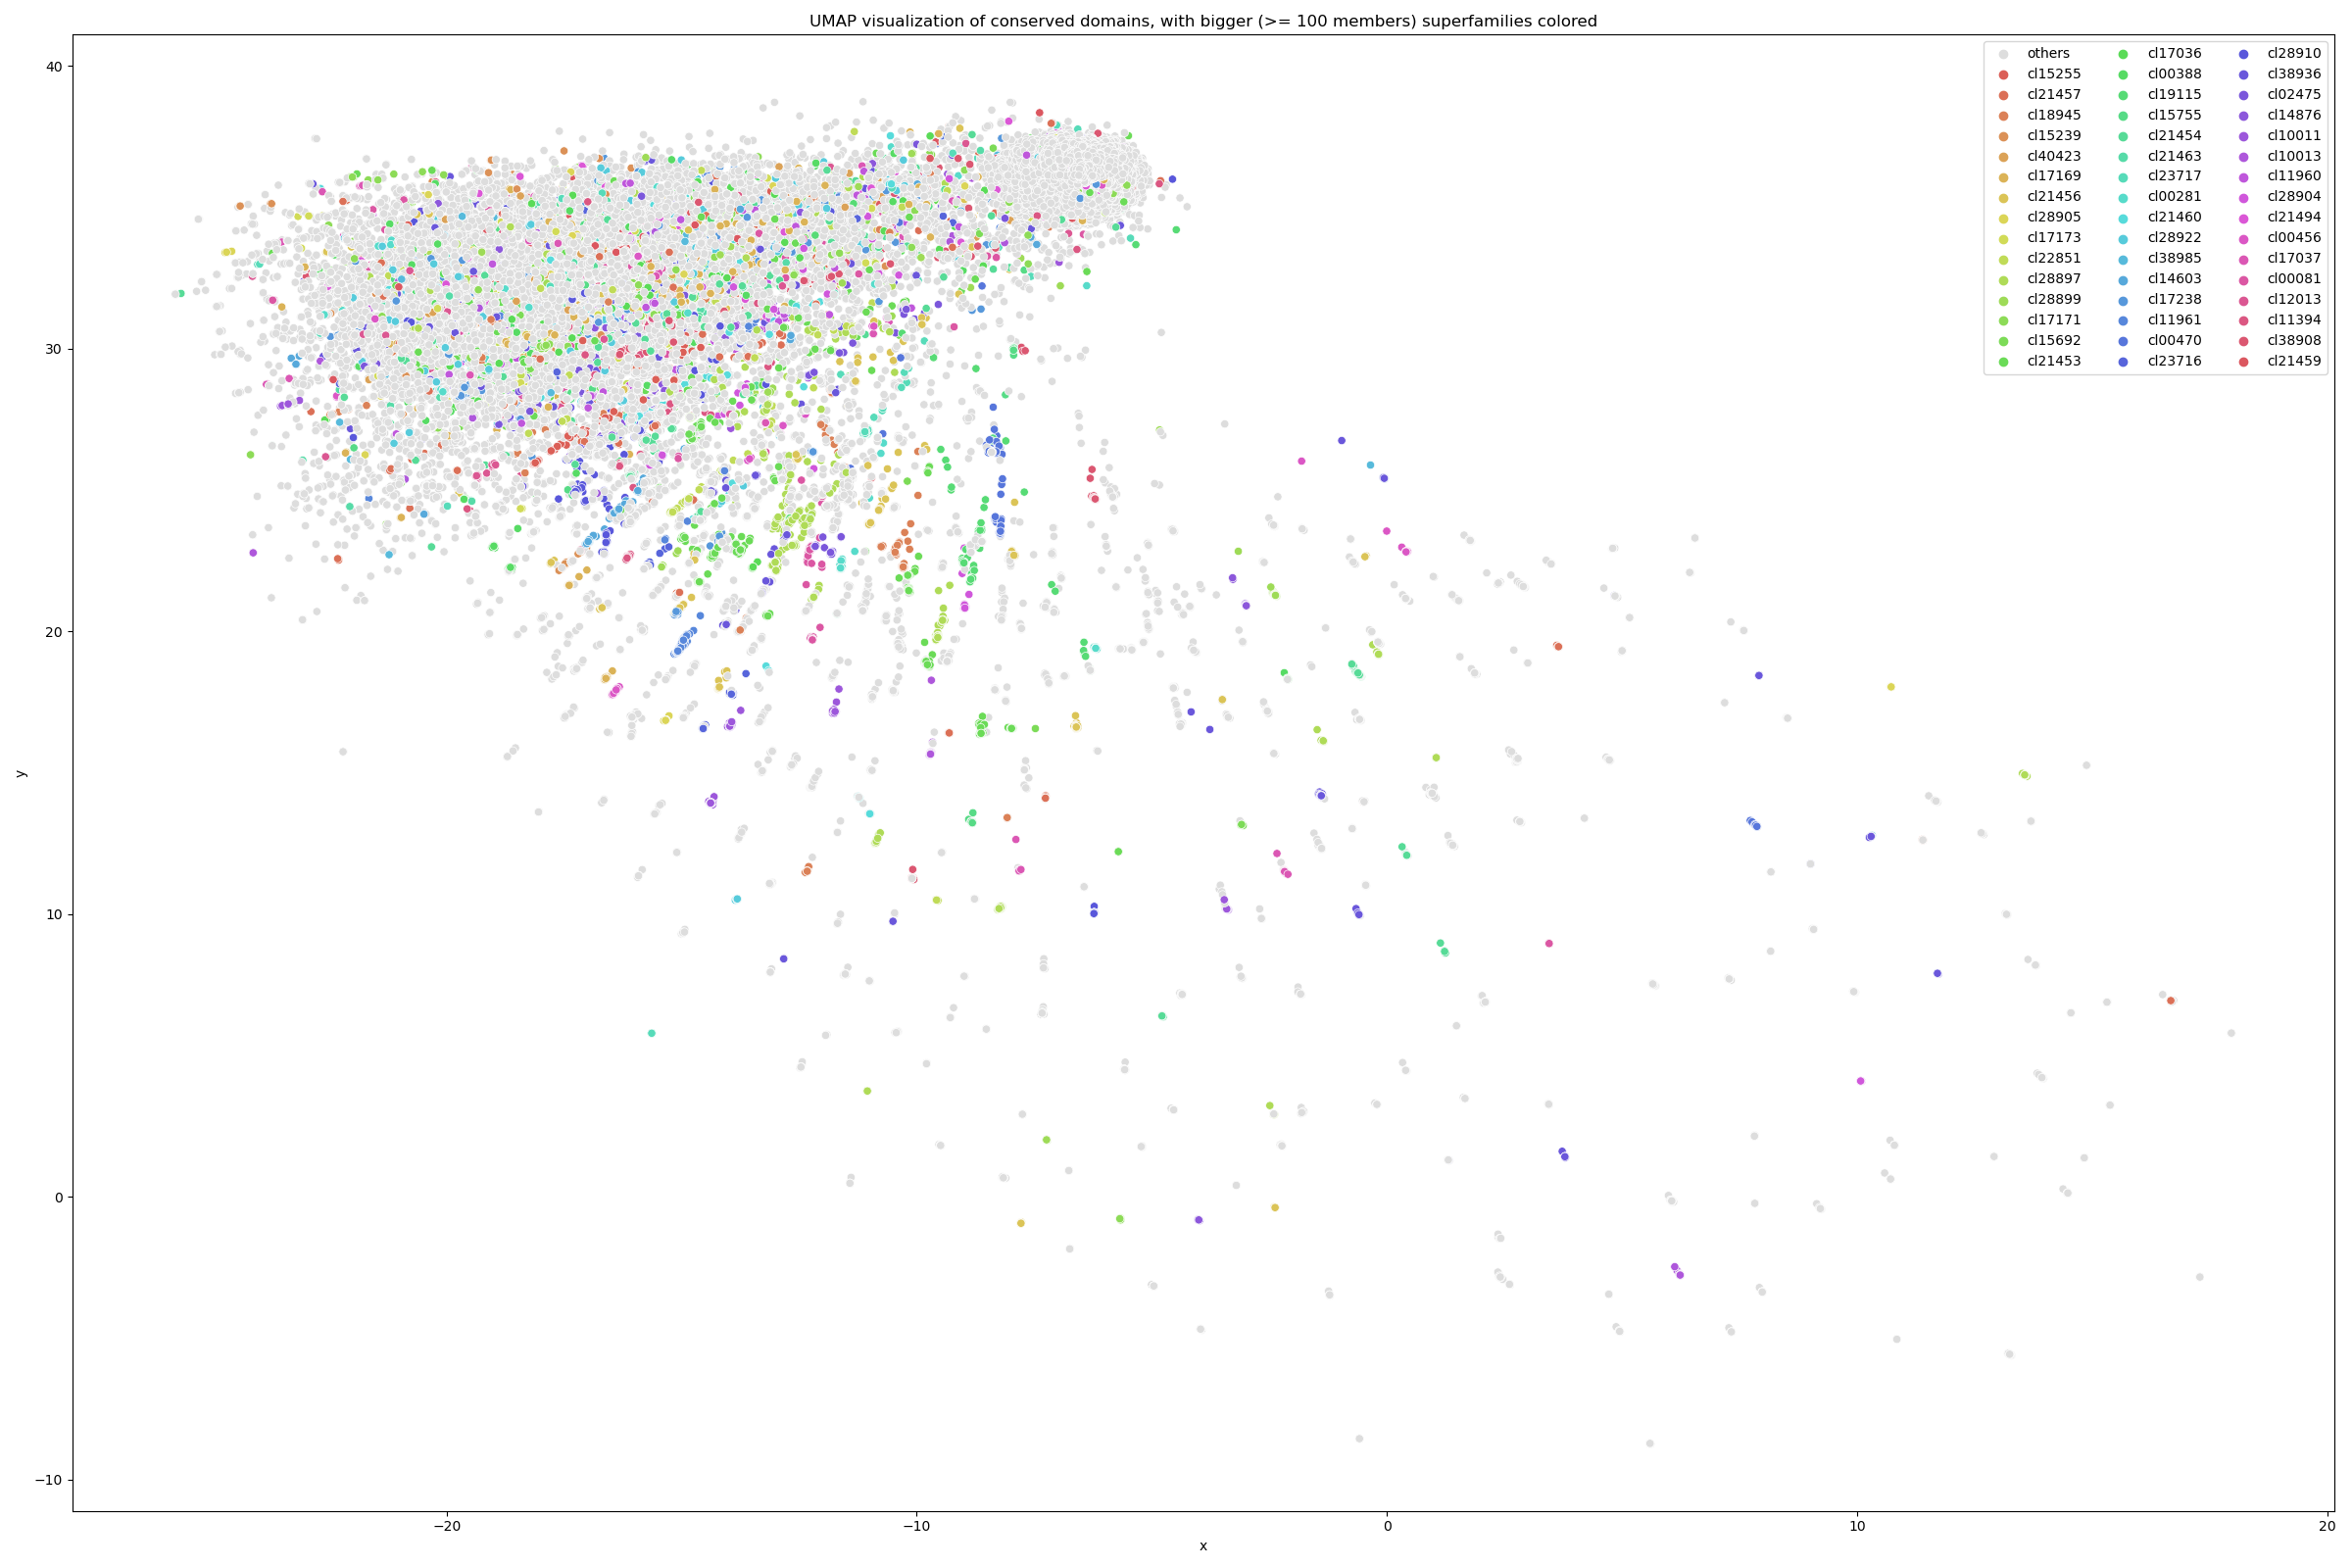 UMAP visualization of conserved domains, with bigger (>= 100 members) superfamilies colored
40
30
20
10
0
−10
y
−20
−10
0
10
20
x
others
cl15255
cl21457
cl18945
cl15239
cl40423
cl17169
cl21456
cl28905
cl17173
cl22851
cl28897
cl28899
cl17171
cl15692
cl21453
cl17036
cl00388
cl19115
cl15755
cl21454
cl21463
cl23717
cl00281
cl21460
cl28922
cl38985
cl14603
cl17238
cl11961
cl00470
cl23716
cl28910
cl38936
cl02475
cl14876
cl10011
cl10013
cl11960
cl28904
cl21494
cl00456
cl17037
cl00081
cl12013
cl11394
cl38908
cl21459